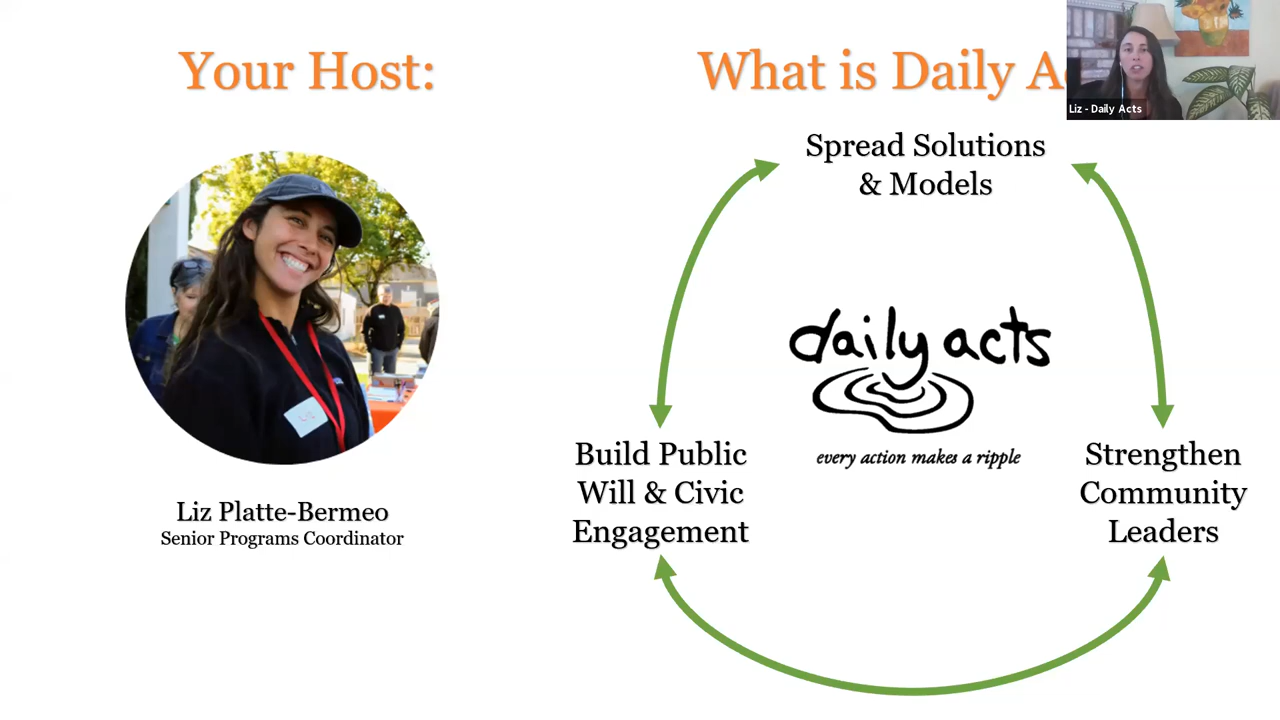 Your Host:
What is Daily
Liz - Daily Acts
Spread Solutions
& Models
daily acts
every action makes a ripple
Build Public
Will & Civic
Engagement
Strengthen
Community
Leaders
Liz
Liz Platte-Bermeo
Senior Programs Coordinator